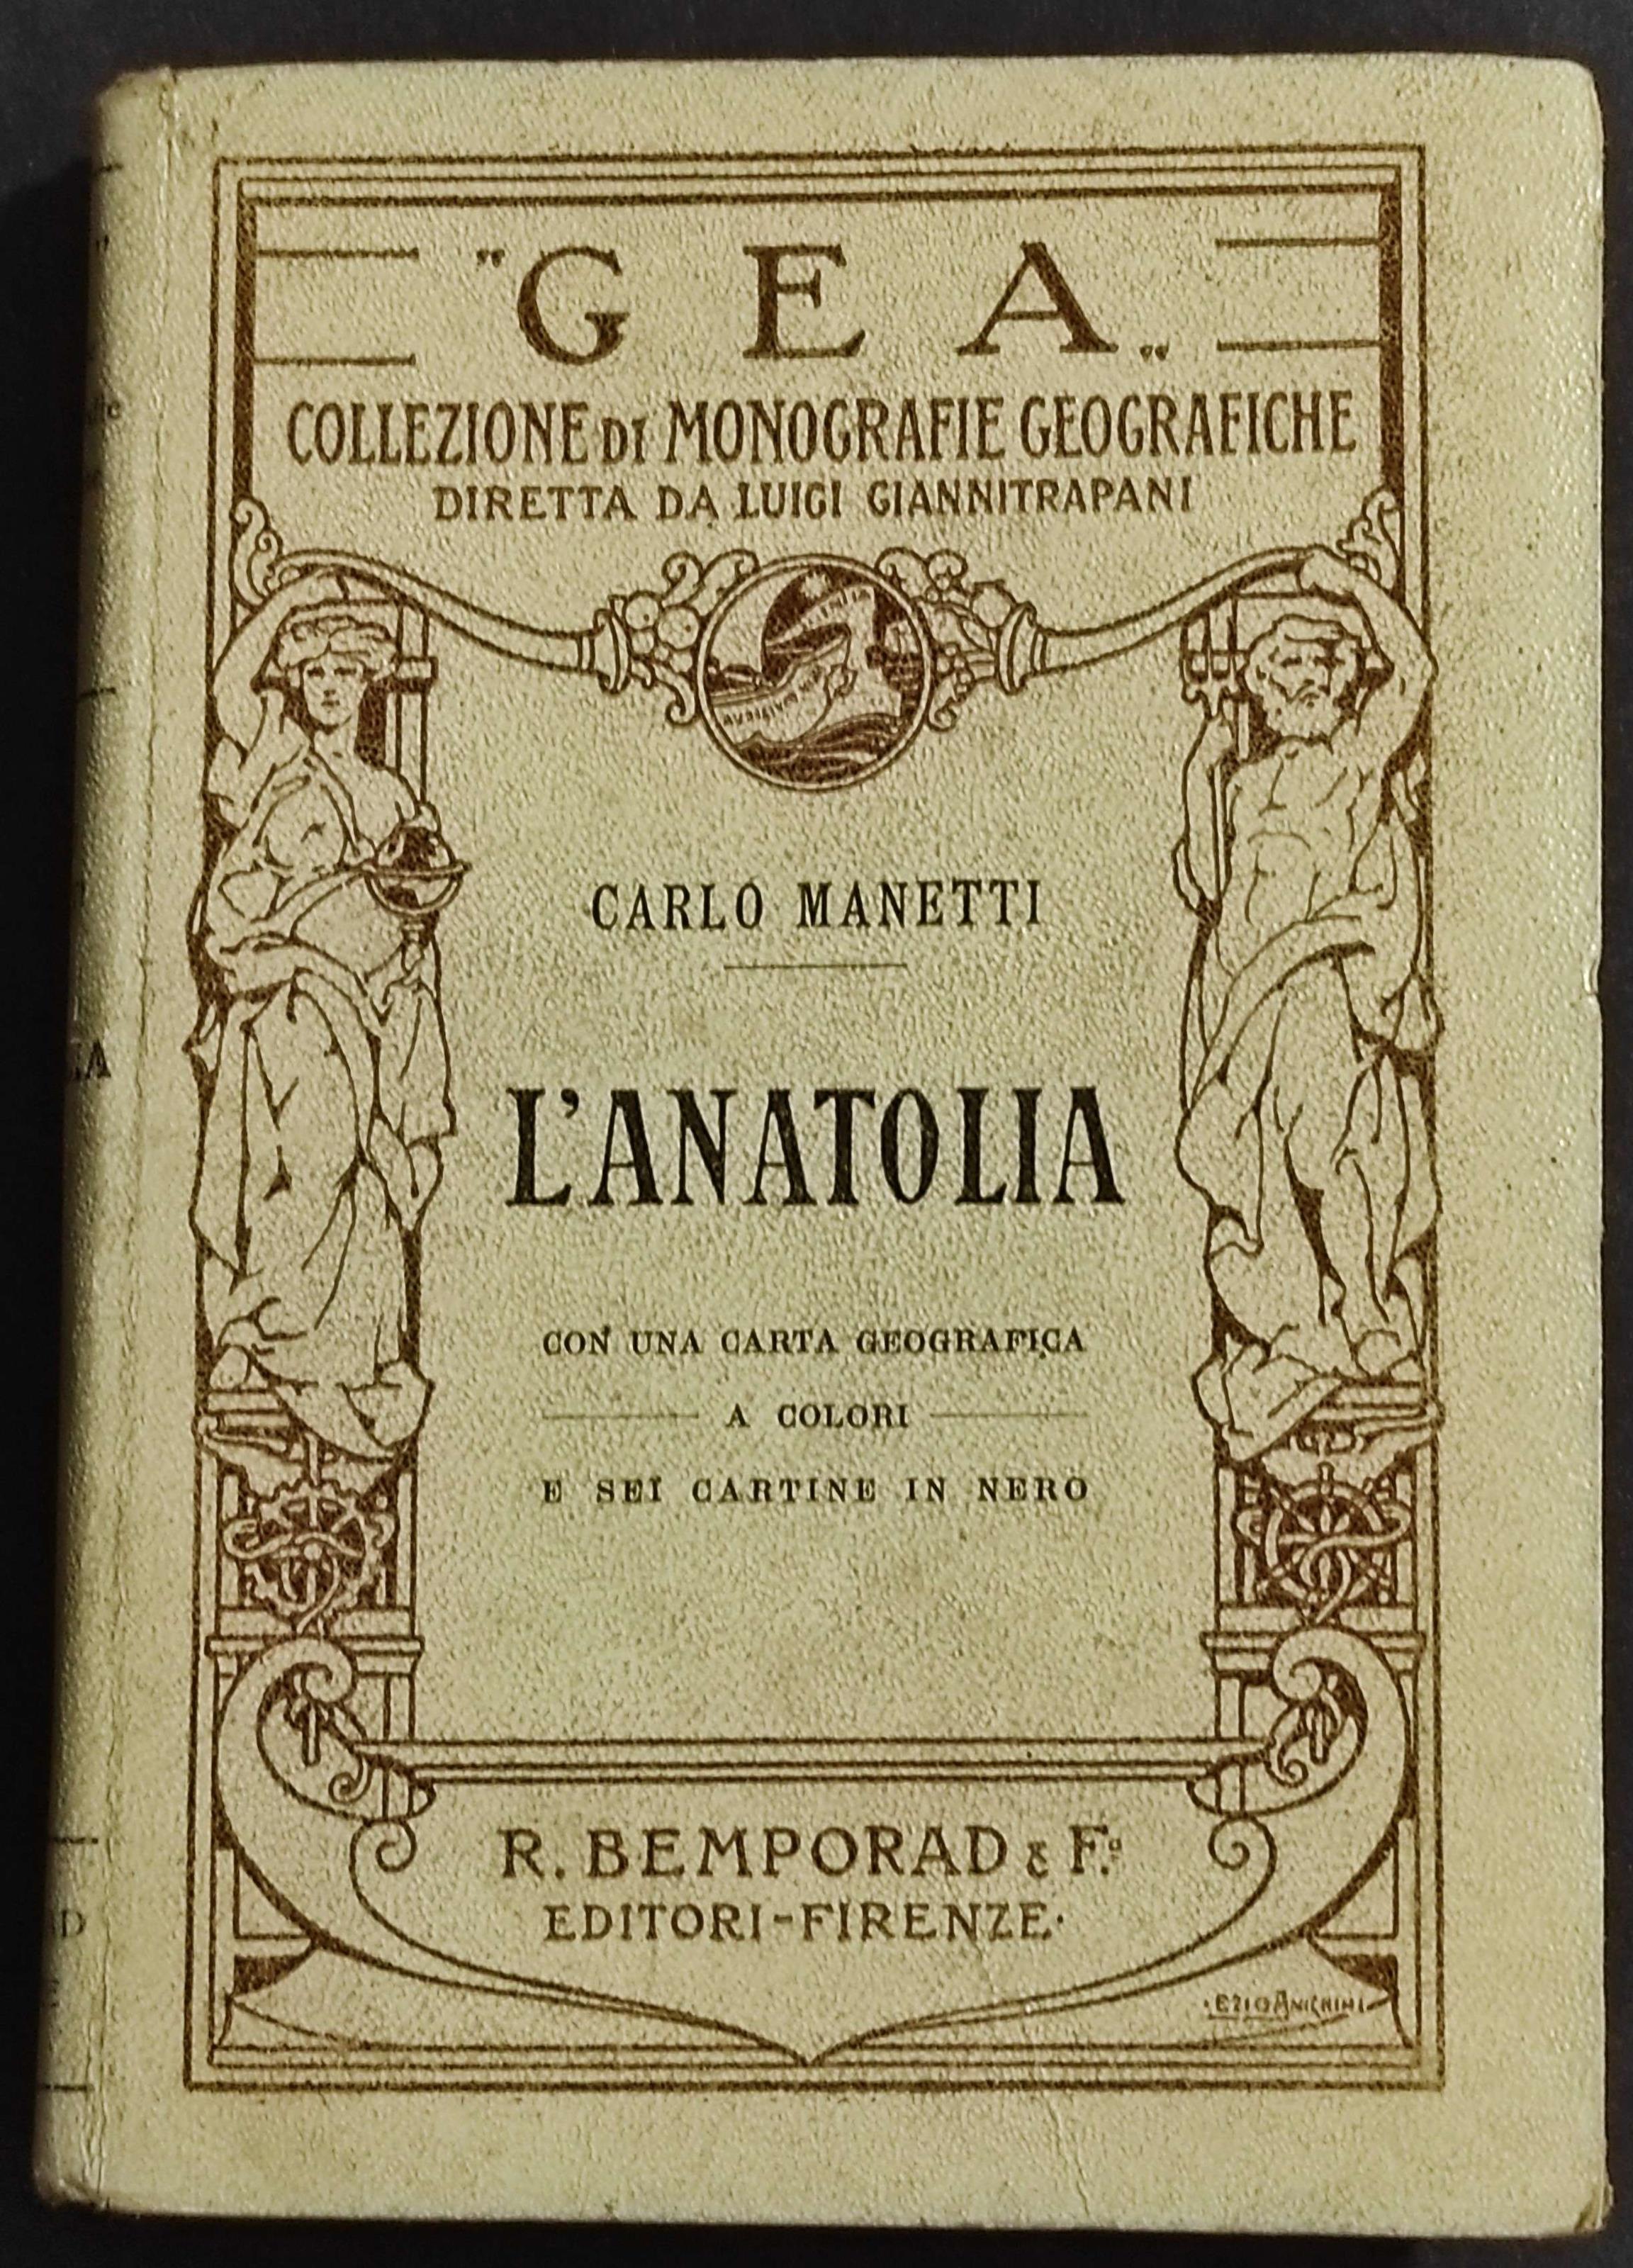 "GEA„
COLLEZIONE DI MONOGRAFIE GEOGRAFICHE
DIRETTA DA LUIGI GIANNITRAPANI
CARLO MANETTI
L'ANATOLIA
CON UNA CARTA GEOGRAFICA
A COLORI
E SEI CARTINE IN NERO
R. BEMPORAD & F.º
EDITORI-FIRENZE·
EZIO ANICHINI